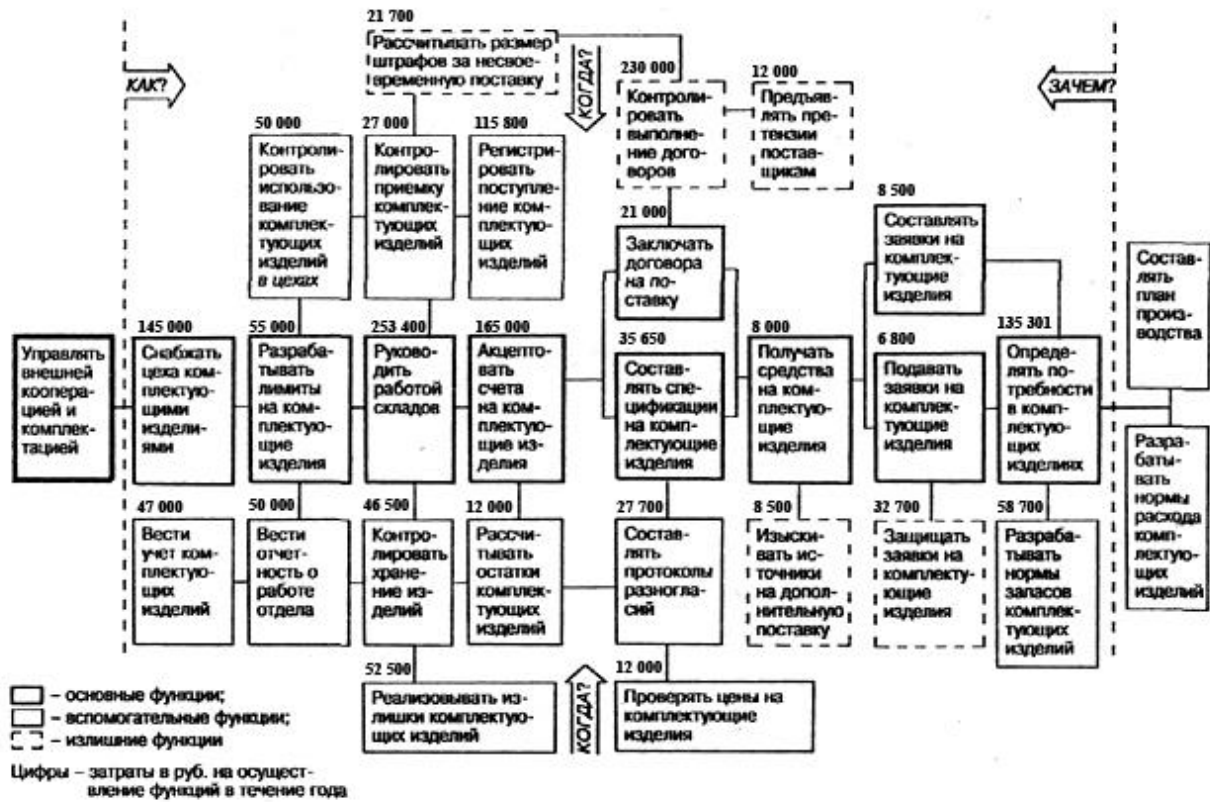 21 700
Рассчитывать размер
штрафов за несвое-
временную поставку
КАК?
КОГДА?
230 000
Контроли-
ровать
выполне-
ние дого-
воров
12 000
Предъяв-
лять пре-
тензии
постав-
щикам
ЗАЧЕМ?
50 000
Контроли-
ровать
использо-
вание
комплек-
тующих
изделий
в цехах
27 000
Контро-
лировать
приемку
комплек-
тующих
изделий
115 800
Регистри-
ровать
поступле-
ние ком-
плектую-
щих
изделий
21 000
Заключать
договора
на по-
ставку
8 500
Составлять
заявки на
комплек-
тующие
изделия
Состав-
лять
план
произ-
водства
Управлять
внешней
коопера-
цией и
комплек-
тацией
145 000
Снабжать
цеха ком-
плектую-
щими
издели-
ями
55 000
Разраба-
тывать
лимиты
на ком-
плектую-
щие
изделия
253 400
Руково-
дить
работой
складов
165 000
Акцепто-
вать
счета
на ком-
плектую-
щие из-
делия
35 650
Состав-
лять спе-
цификации
на компле-
ктующие
изделия
8 000
Получать
средства
на компле-
ктую-
щие
изделия
6 800
Подавать
заявки на
комплек-
тующие
изделия
135 301
Опреде-
лять по-
требности
в комп-
лектую-
щих
изделиях
Разра-
баты-
вать
нормы
расхода
комп-
лектую-
щих
изделий
47 000
Вести
учет ком-
плектую-
щих
изделий
50 000
Вести
отчет-
ность о
работе
отдела
46 500
Контро-
лировать
хране-
ние из-
делий
12 000
Рассчи-
тывать
остатки
комплек-
тующих
изделий
27 700
Состав-
лять
протоколы
разногла-
сий
8 500
Изыски-
вать ис-
точники
на допол-
нительную
поставку
32 700
Защищать
заявки на
комплекту-
ющие
изделия
58 700
Разраба-
тывать
нормы
запасов
комплек-
тующих
изделий
52 500
Реализовывать из-
лишки комплектую-
щих изделий
КОГДА?
12 000
Проверять цены на
комплектующие
изделия
– основные функции;
– вспомогательные функции;
– излишние функции
Цифры – затраты в руб. на осущест-
вление функций в течение года